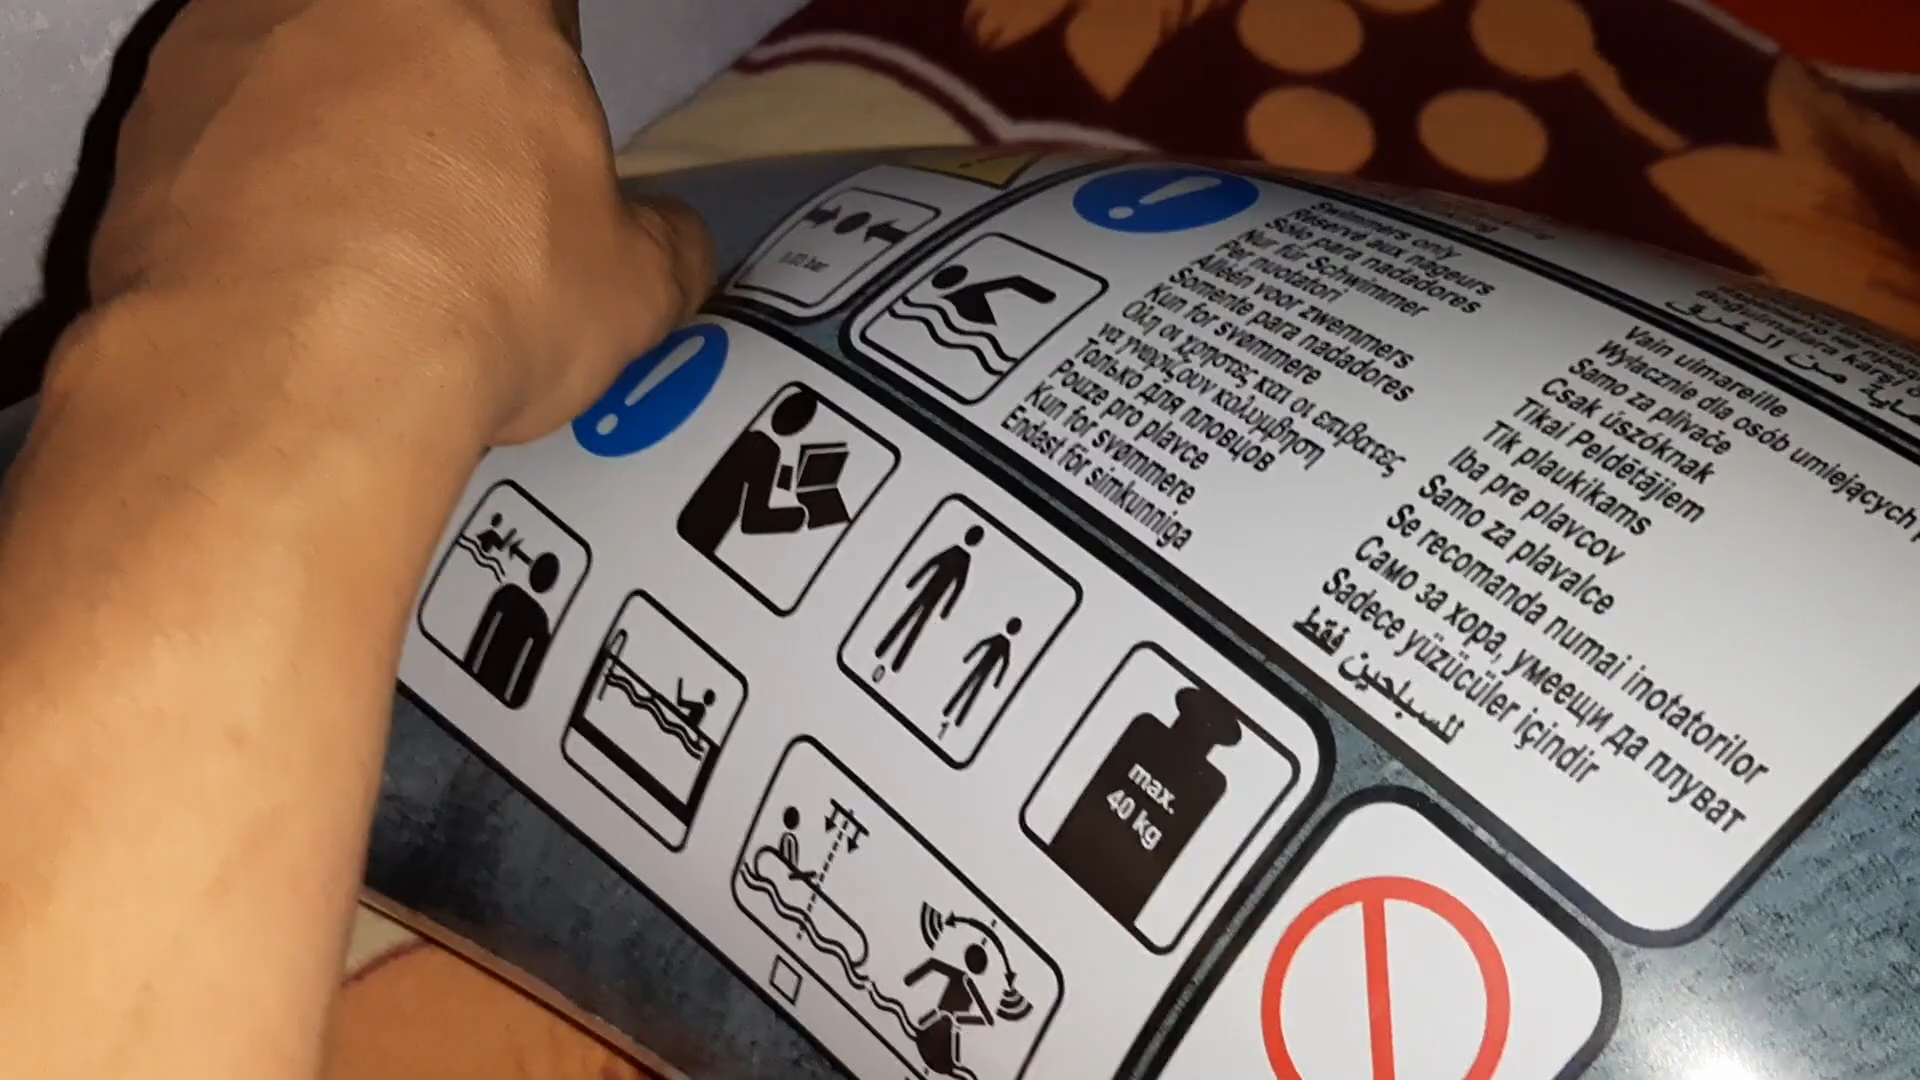 Swimmers only
Réservé aux nageurs
Sólo para nadadores
Nur für Schwimmer
Per nuotatori
Alleen voor zwemmers
Somente para nadadores
Kun for svømmere
Όλη οι χρήστες και οι επιβάτες
να γνωρίζουν κολύμβηση
Только для пловцов
Pouze pro plavce
Kun for svømmere
Endast för simkunniga
Vain uimareille
Wyłącznie dla osób umiejących
Samo za plivače
Csak úszóknak
Tikai Peldētājiem
Tik plaukikams
Iba pre plavcov
Samo za plavalce
Se recomanda numai inotatorilor
Само за хора, умеещи да плуват
Sadece yüzücüler içindir
للسباحين فقط
0
1
max.
40 kg